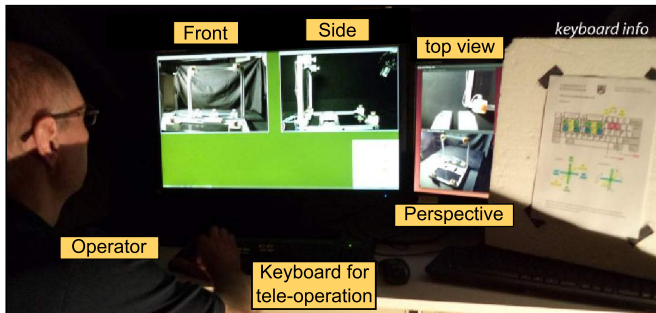 Front
Side
top view
keyboard info
Perspective
Operator
Keyboard for
tele-operation